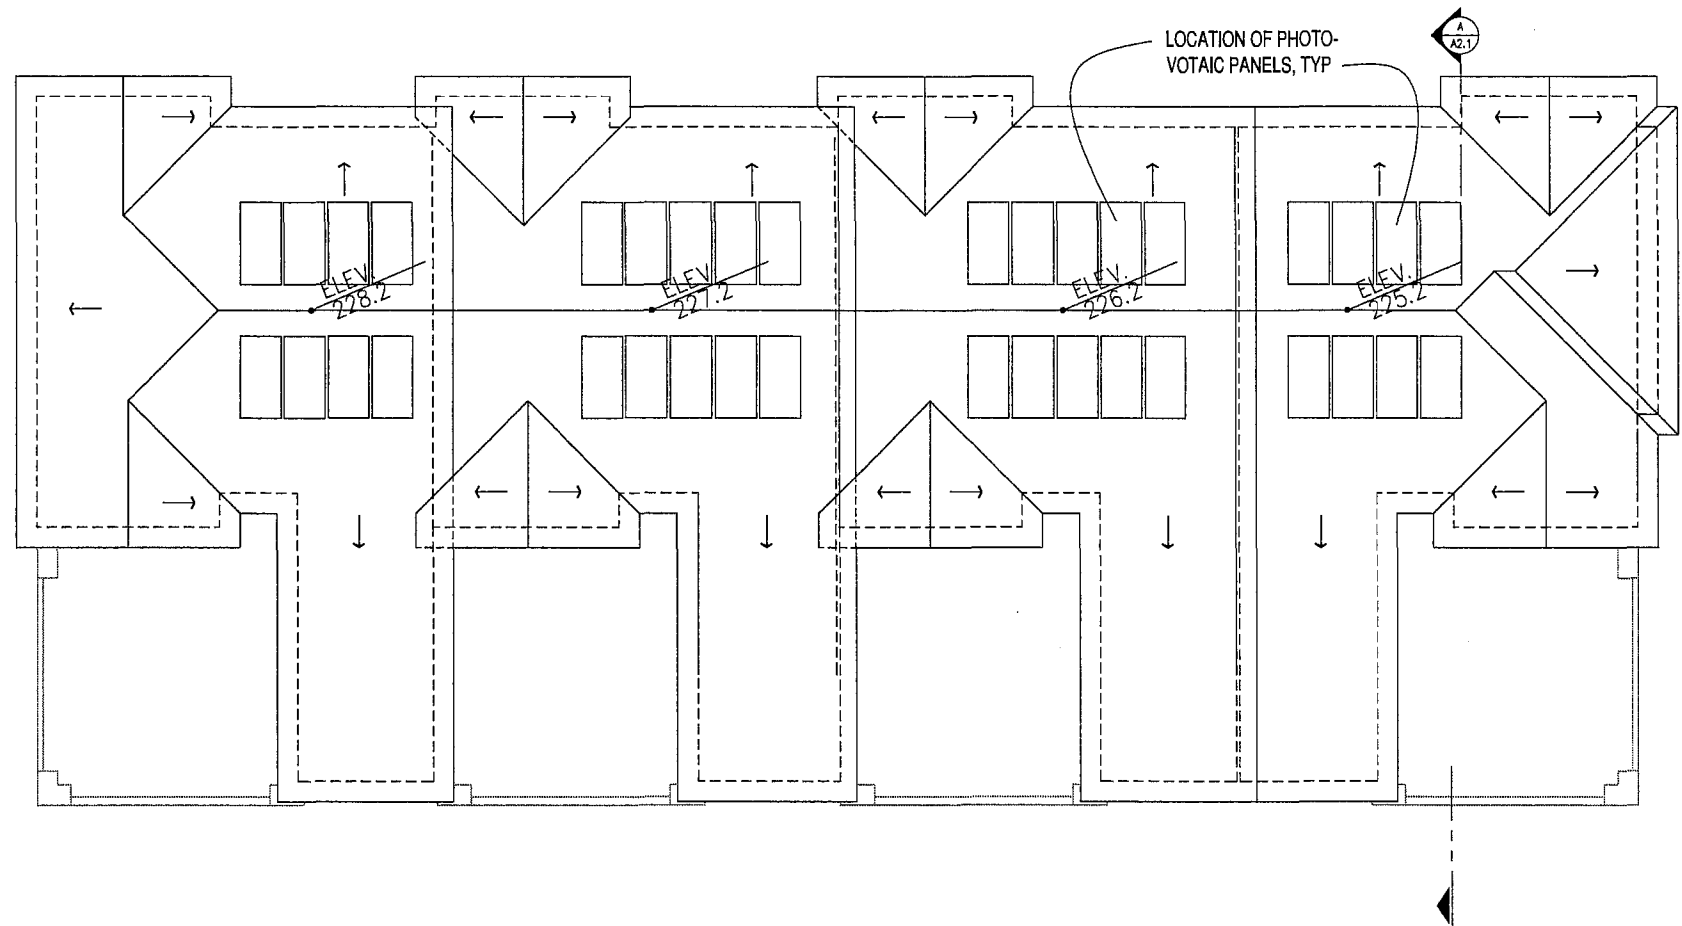 LOCATION OF PHOTO-
VOTAIC PANELS, TYP
A
A2.1
ELEV.
228.2
ELEV.
227.2
ELEV.
226.2
ELEV.
225.2